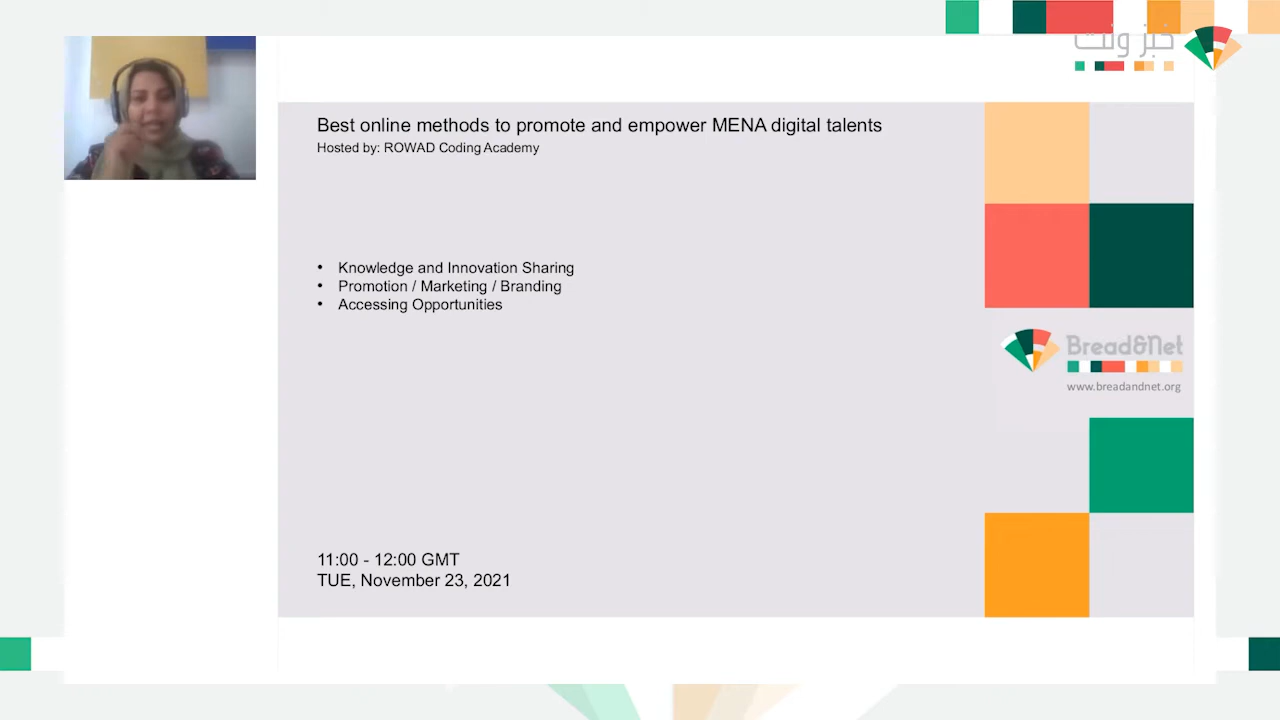 خبز ونت
Best online methods to promote and empower MENA digital talents
Hosted by: ROWAD Coding Academy
• Knowledge and Innovation Sharing
• Promotion / Marketing / Branding
• Accessing Opportunities
Bread&Net
www.breadandnet.org
11:00 - 12:00 GMT
TUE, November 23, 2021